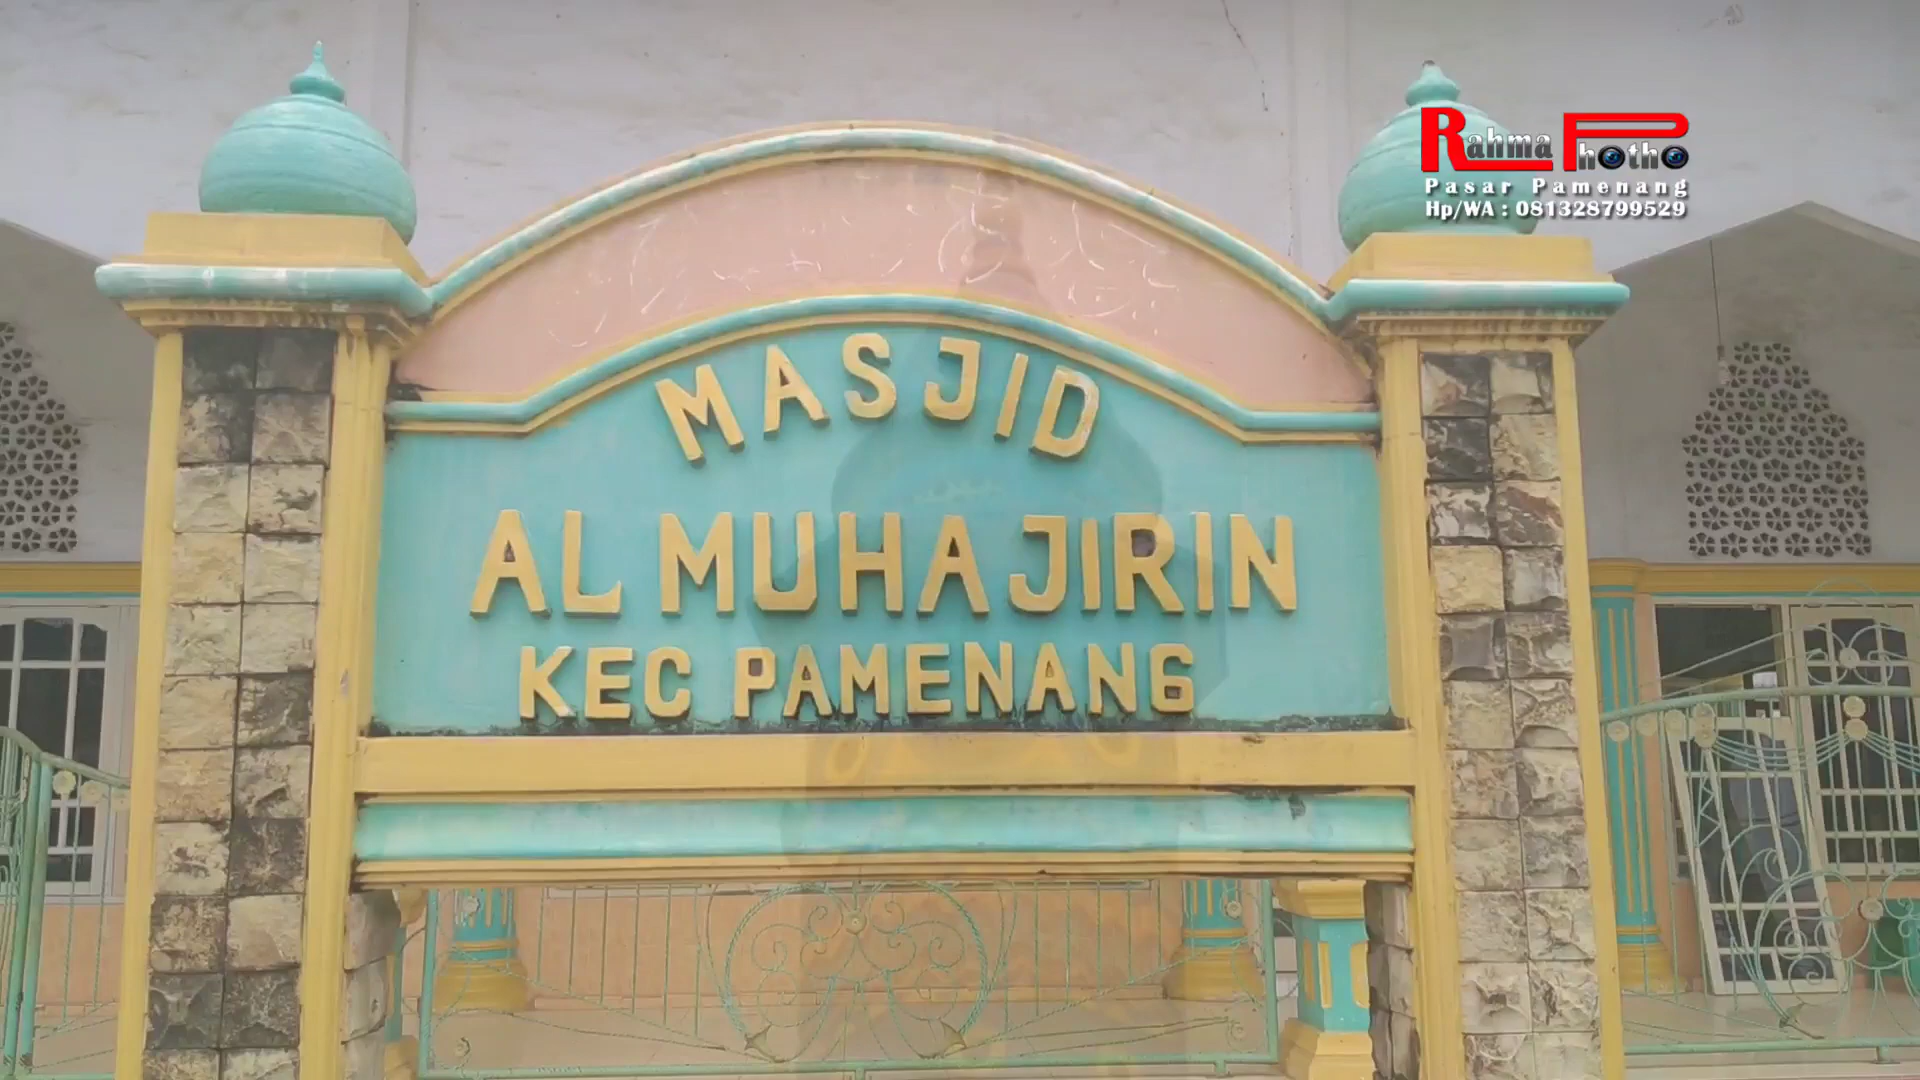 Rahma Photho
Pasar Pamenang
Hp/WA : 081328799529
MASJID
AL MUHAJIRIN
KEC PAMENANG